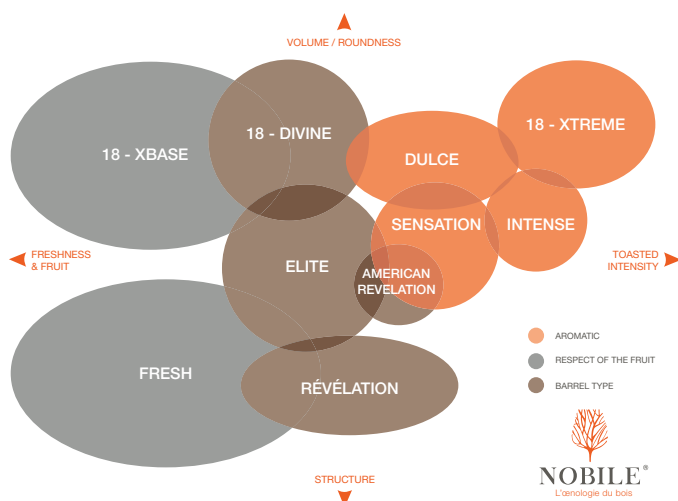 VOLUME / ROUNDNESS
18 - XBASE
18 - DIVINE
DULCE
18 - XTREME
SENSATION
INTENSE
FRESHNESS
& FRUIT
ELITE
AMERICAN
REVELATION
TOASTED
INTENSITY
FRESH
RÉVÉLATION
AROMATIC
RESPECT OF THE FRUIT
BARREL TYPE
STRUCTURE
NOBILE®
L'œnologie du bois